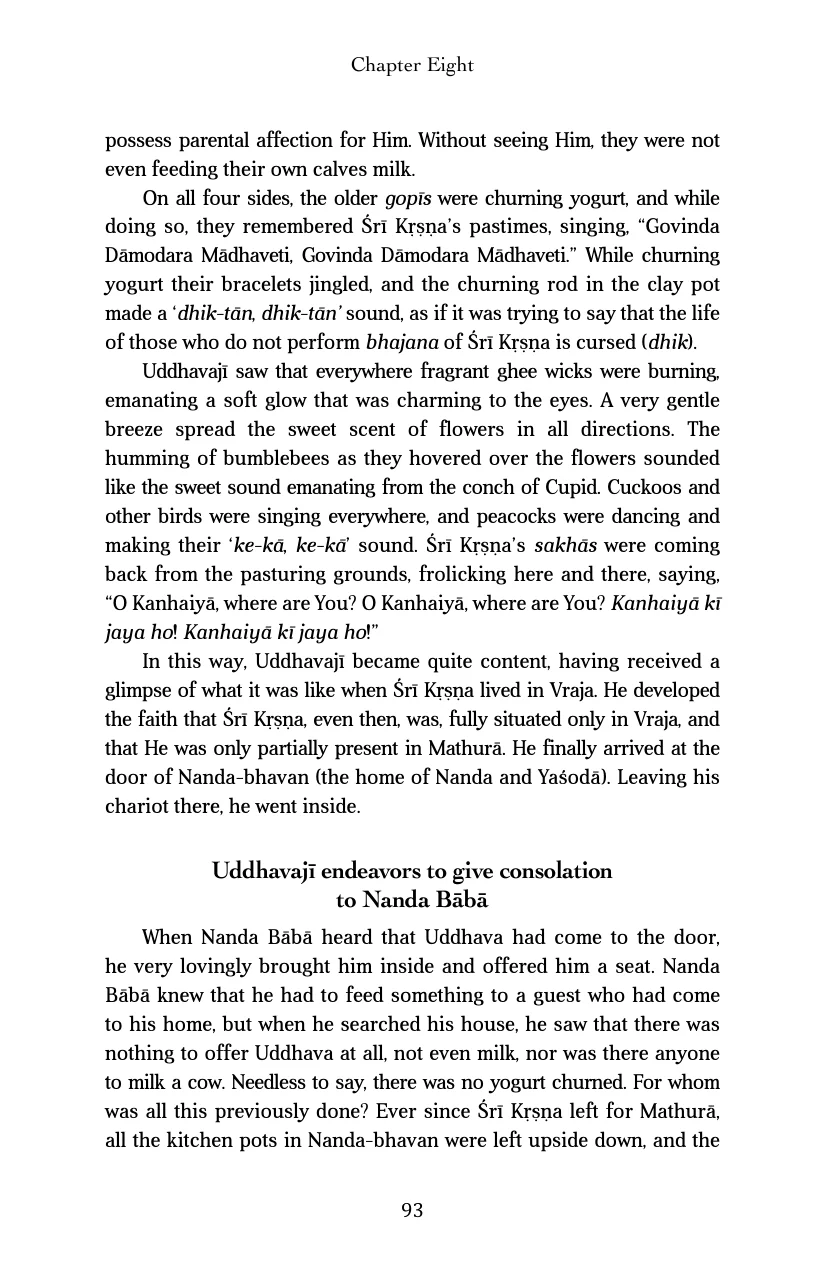 Chapter Eight
possess parental affection for Him. Without seeing Him, they were not
even feeding their own calves milk.
On all four sides, the older gopīs were churning yogurt, and while
doing so, they remembered Śrī Kṛṣṇa’s pastimes, singing, “Govinda
Dāmodara Mādhaveti, Govinda Dāmodara Mādhaveti.” While churning
yogurt their bracelets jingled, and the churning rod in the clay pot
made a ‘dhik-tān, dhik-tān’ sound, as if it was trying to say that the life
of those who do not perform bhajana of Śrī Kṛṣṇa is cursed (dhik).
Uddhavajī saw that everywhere fragrant ghee wicks were burning,
emanating a soft glow that was charming to the eyes. A very gentle
breeze spread the sweet scent of flowers in all directions. The
humming of bumblebees as they hovered over the flowers sounded
like the sweet sound emanating from the conch of Cupid. Cuckoos and
other birds were singing everywhere, and peacocks were dancing and
making their ‘ke-kā, ke-kā’ sound. Śrī Kṛṣṇa’s sakhās were coming
back from the pasturing grounds, frolicking here and there, saying,
“O Kanhaiyā, where are You? O Kanhaiyā, where are You? Kanhaiyā kī
jaya ho! Kanhaiyā kī jaya ho!”
In this way, Uddhavajī became quite content, having received a
glimpse of what it was like when Śrī Kṛṣṇa lived in Vraja. He developed
the faith that Śrī Kṛṣṇa, even then, was, fully situated only in Vraja, and
that He was only partially present in Mathurā. He finally arrived at the
door of Nanda-bhavan (the home of Nanda and Yaśodā). Leaving his
chariot there, he went inside.
Uddhavajī endeavors to give consolation
to Nanda Bābā
When Nanda Bābā heard that Uddhava had come to the door,
he very lovingly brought him inside and offered him a seat. Nanda
Bābā knew that he had to feed something to a guest who had come
to his home, but when he searched his house, he saw that there was
nothing to offer Uddhava at all, not even milk, nor was there anyone
to milk a cow. Needless to say, there was no yogurt churned. For whom
was all this previously done? Ever since Śrī Kṛṣṇa left for Mathurā,
all the kitchen pots in Nanda-bhavan were left upside down, and the
93